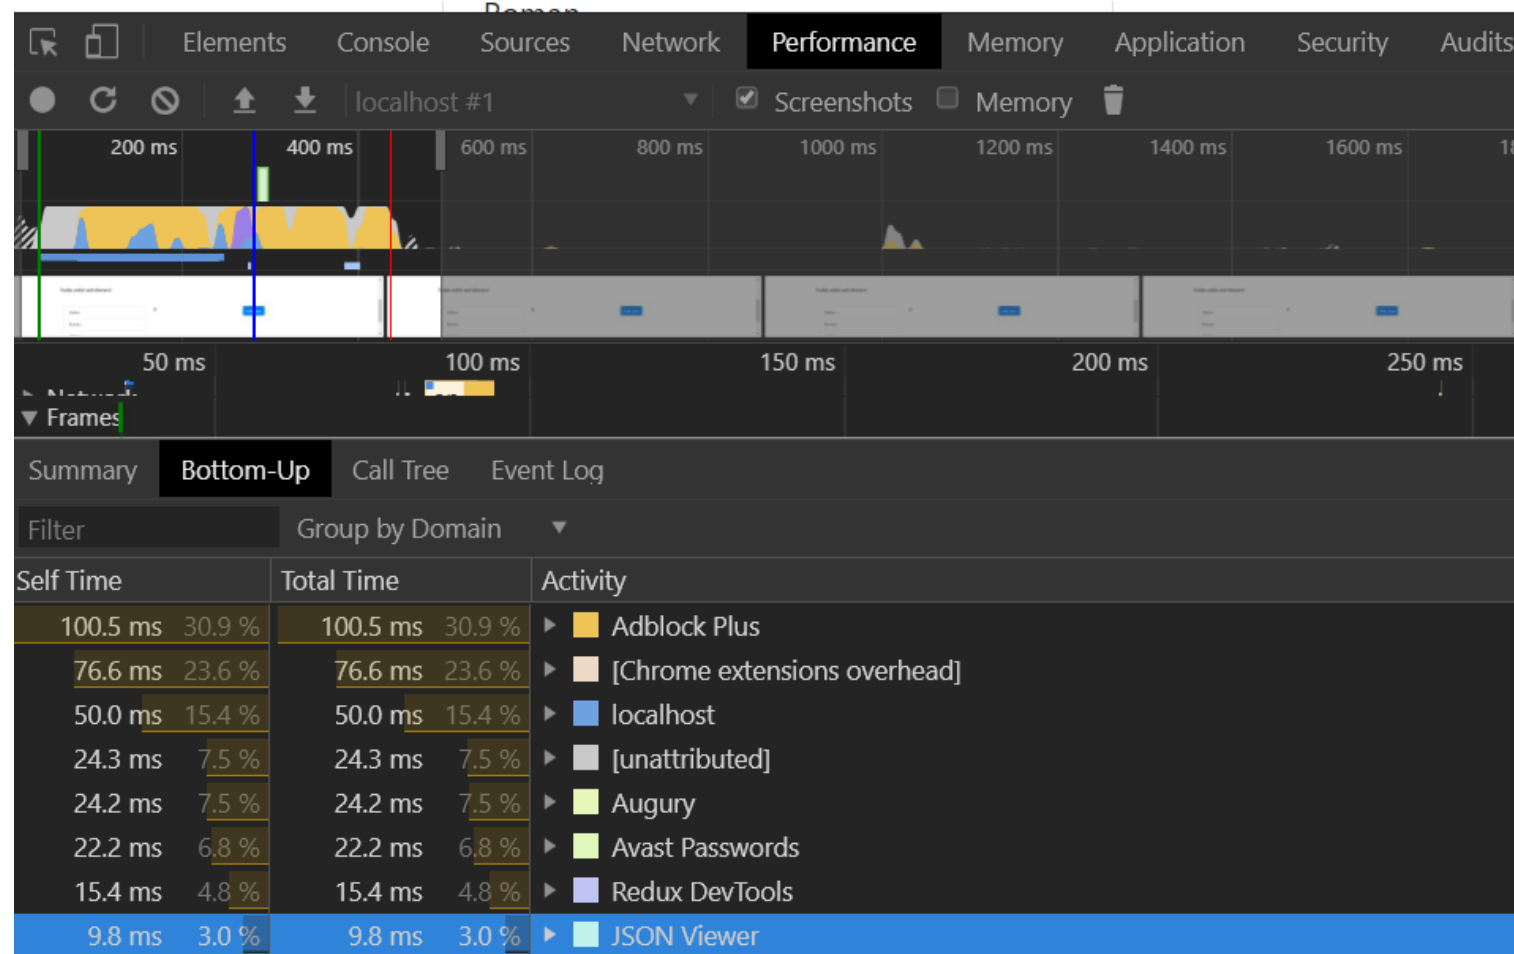 Roman
Elements Console Sources Network Performance Memory Application Security Audits
localhost #1 Screenshots Memory
200 ms 400 ms 600 ms 800 ms 1000 ms 1200 ms 1400 ms 1600 ms 18
50 ms 100 ms 150 ms 200 ms 250 ms
Network
Frames
Summary Bottom-Up Call Tree Event Log
Filter Group by Domain
Self Time Total Time Activity
100.5 ms 30.9 % 100.5 ms 30.9 % Adblock Plus
76.6 ms 23.6 % 76.6 ms 23.6 % [Chrome extensions overhead]
50.0 ms 15.4 % 50.0 ms 15.4 % localhost
24.3 ms 7.5 % 24.3 ms 7.5 % [unattributed]
24.2 ms 7.5 % 24.2 ms 7.5 % Augury
22.2 ms 6.8 % 22.2 ms 6.8 % Avast Passwords
15.4 ms 4.8 % 15.4 ms 4.8 % Redux DevTools
9.8 ms 3.0 % 9.8 ms 3.0 % JSON Viewer